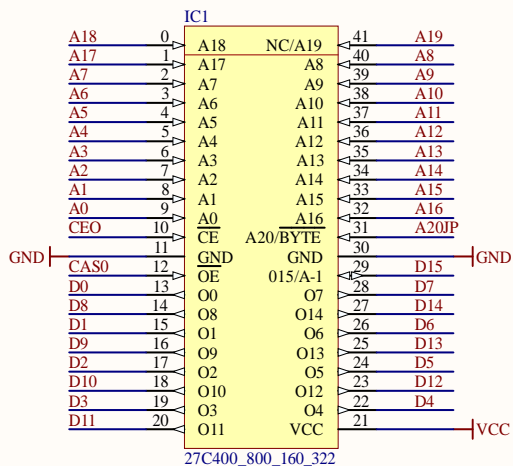 IC1
A18 0 A18 NC/A19 41 A19
A17 1 A17 A8 40 A8
A7 2 A7 A9 39 A9
A6 3 A6 A10 38 A10
A5 4 A5 A11 37 A11
A4 5 A4 A12 36 A12
A3 6 A3 A13 35 A13
A2 7 A2 A14 34 A14
A1 8 A1 A15 33 A15
A0 9 A0 A16 32 A16
CEO 10 CE A20/BYTE 31 A20JP
GND 11 GND GND 30 GND
CAS0 12 OE 015/A-1 29 D15
D0 13 O0 O7 28 D7
D8 14 O8 O14 27 D14
D1 15 O1 O6 26 D6
D9 16 O9 O13 25 D13
D2 17 O2 O5 24 D5
D10 18 O10 O12 23 D12
D3 19 O3 O4 22 D4
D11 20 O11 VCC 21 VCC
27C400_800_160_322